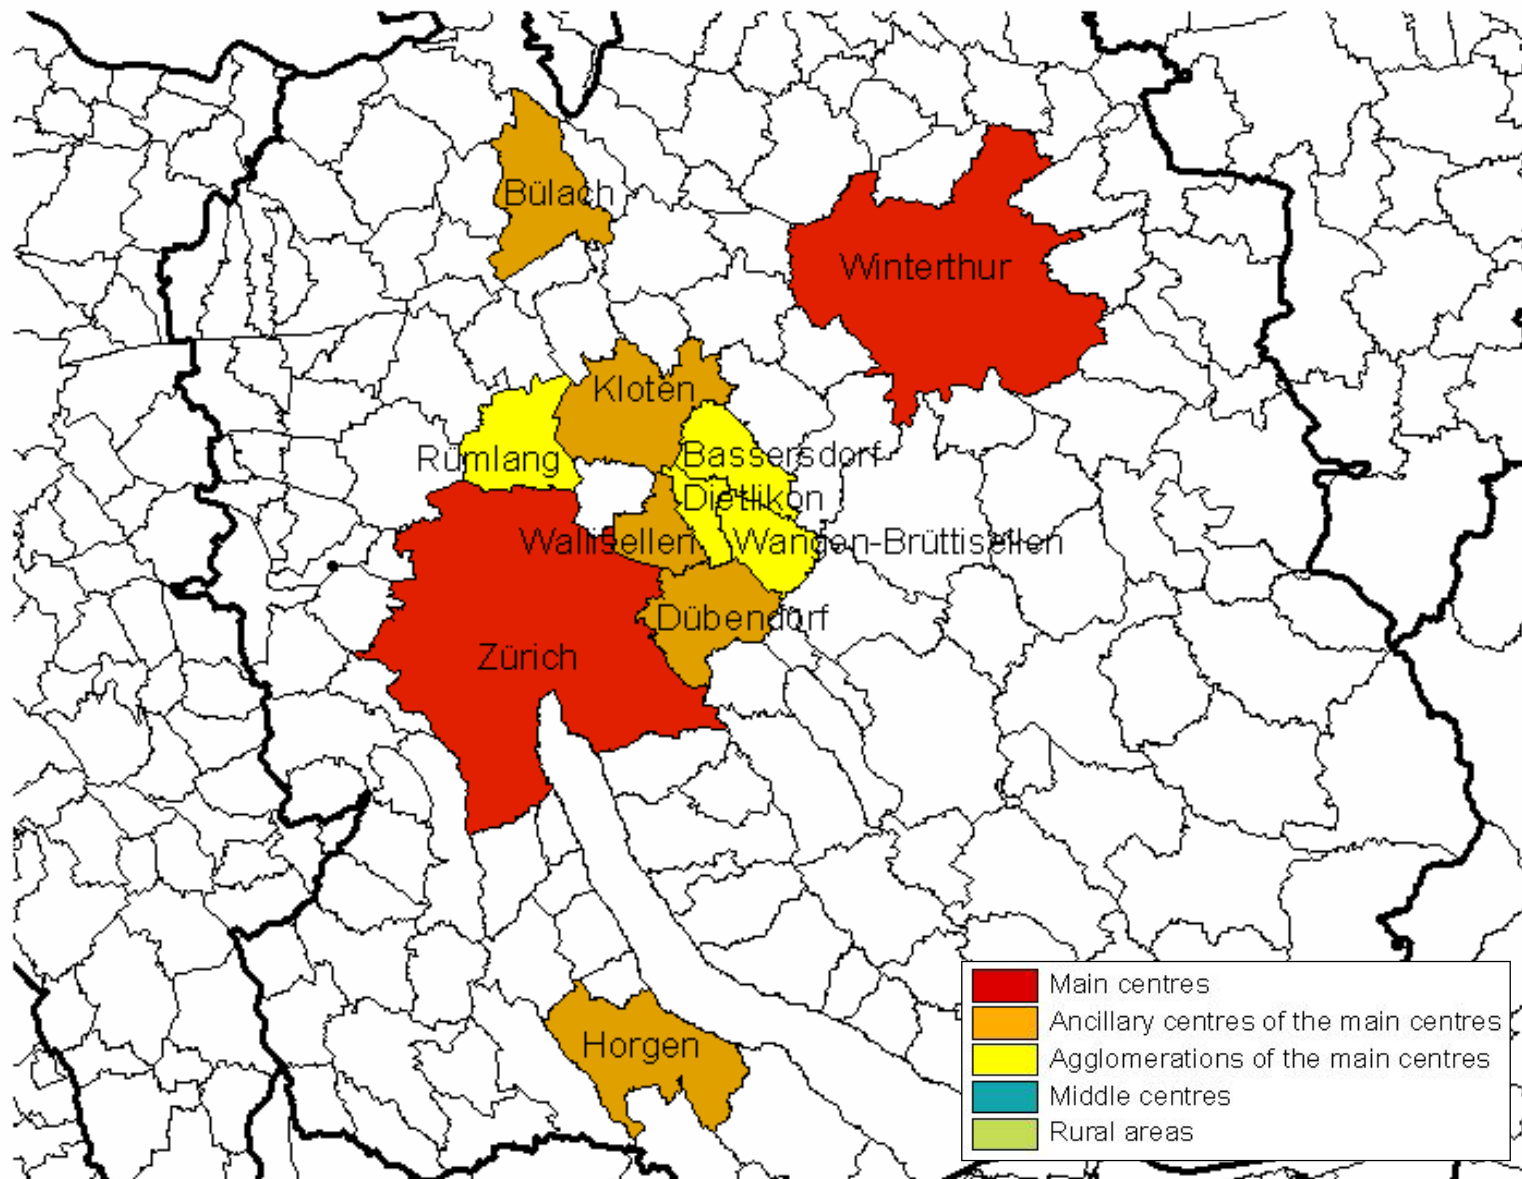 Bülach
Winterthur
Kloten
Rümlang
Bassersdorf
Dietlikon
Wallisellen
Wangen-Brüttisellen
Dübendorf
Zürich
Horgen
Main centres
Ancillary centres of the main centres
Agglomerations of the main centres
Middle centres
Rural areas